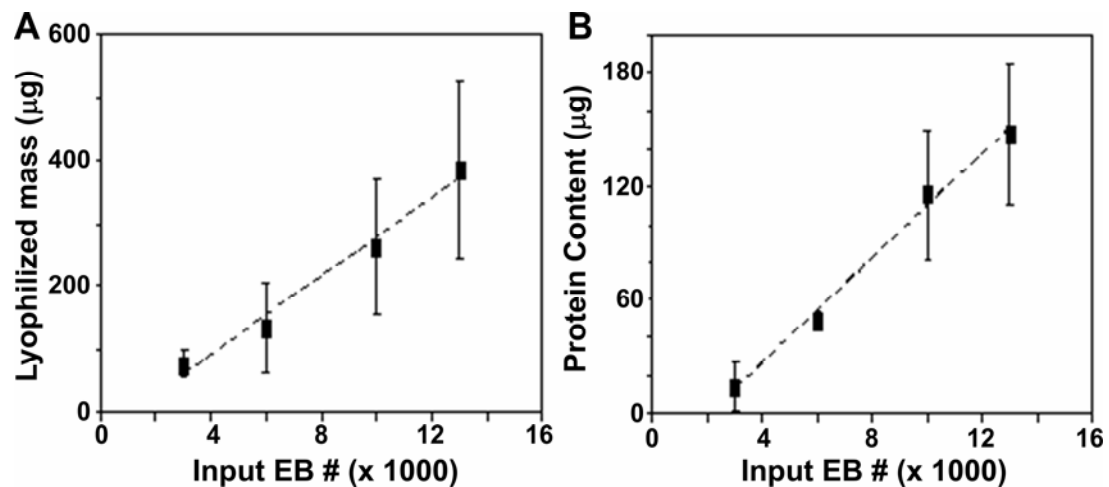 A
Lyophilized mass (μg)
600
400
200
0
0 4 8 12 16
Input EB # (x 1000)
B
Protein Content (μg)
180
120
60
0
0 4 8 12 16
Input EB # (x 1000)